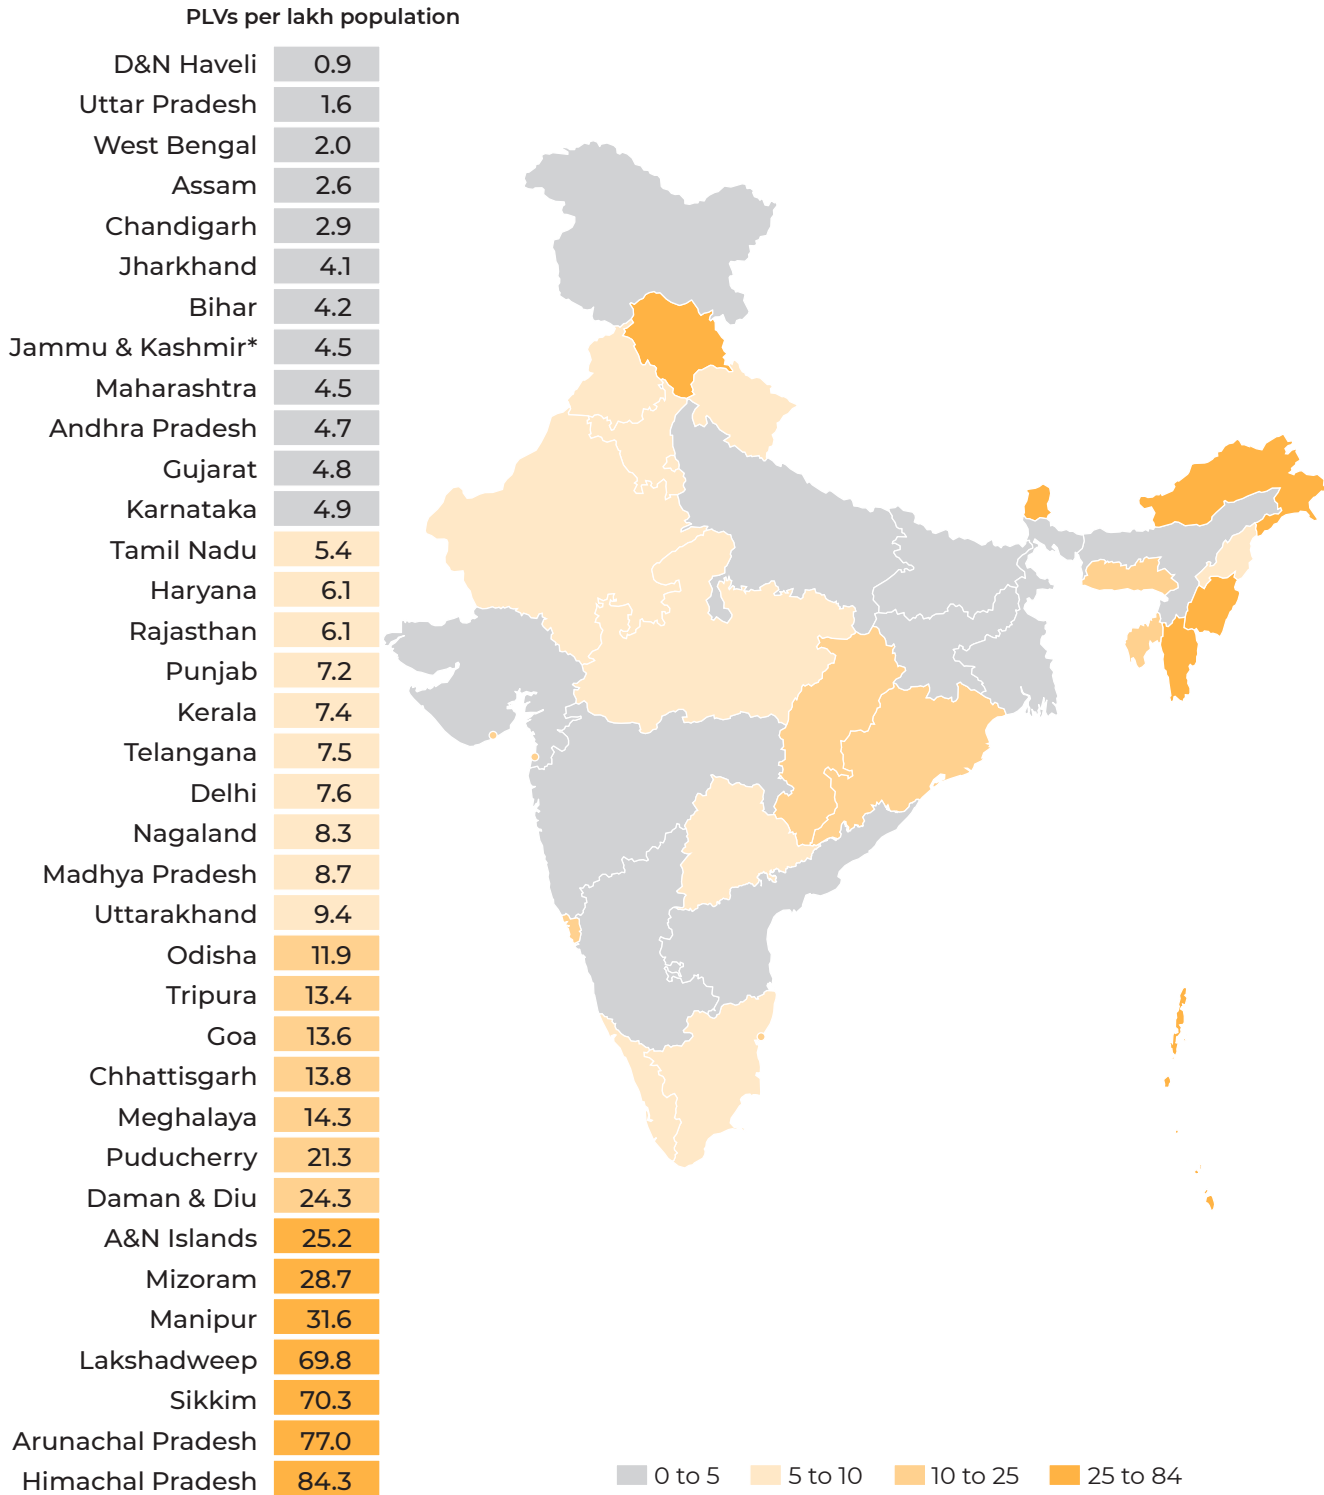 PLVs per lakh population
D&N Haveli 0.9
Uttar Pradesh 1.6
West Bengal 2.0
Assam 2.6
Chandigarh 2.9
Jharkhand 4.1
Bihar 4.2
Jammu & Kashmir* 4.5
Maharashtra 4.5
Andhra Pradesh 4.7
Gujarat 4.8
Karnataka 4.9
Tamil Nadu 5.4
Haryana 6.1
Rajasthan 6.1
Punjab 7.2
Kerala 7.4
Telangana 7.5
Delhi 7.6
Nagaland 8.3
Madhya Pradesh 8.7
Uttarakhand 9.4
Odisha 11.9
Tripura 13.4
Goa 13.6
Chhattisgarh 13.8
Meghalaya 14.3
Puducherry 21.3
Daman & Diu 24.3
A&N Islands 25.2
Mizoram 28.7
Manipur 31.6
Lakshadweep 69.8
Sikkim 70.3
Arunachal Pradesh 77.0
Himachal Pradesh 84.3
0 to 5 5 to 10 10 to 25 25 to 84